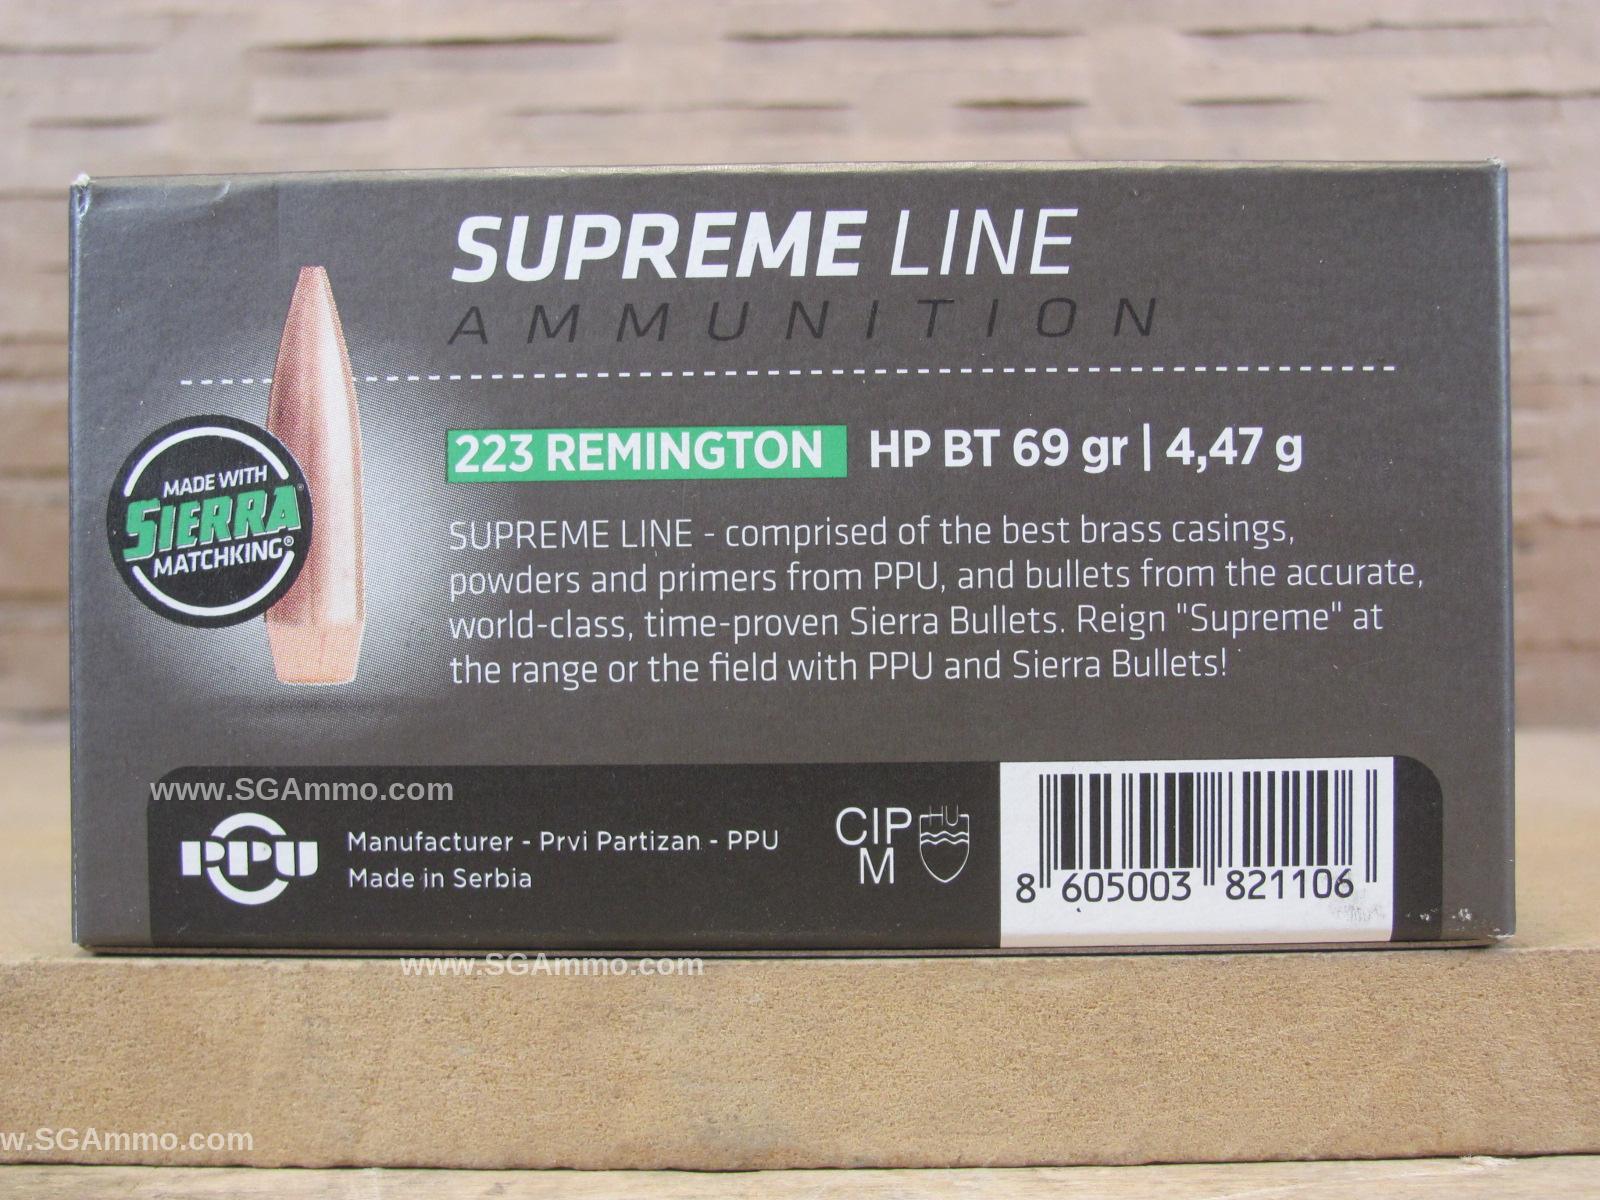 SUPREME LINE
AMMUNITION
MADE WITH
SIERRA®
MATCHKING®
223 REMINGTON HP BT 69 gr | 4,47 g
SUPREME LINE - comprised of the best brass casings,
powders and primers from PPU, and bullets from the accurate,
world-class, time-proven Sierra Bullets. Reign "Supreme" at
the range or the field with PPU and Sierra Bullets!
www.SGAmmo.com
PPU
Manufacturer - Prvi Partizan - PPU
Made in Serbia
CIP
M
HU
8 605003 821106
www.SGAmmo.com
w.SGAmmo.com